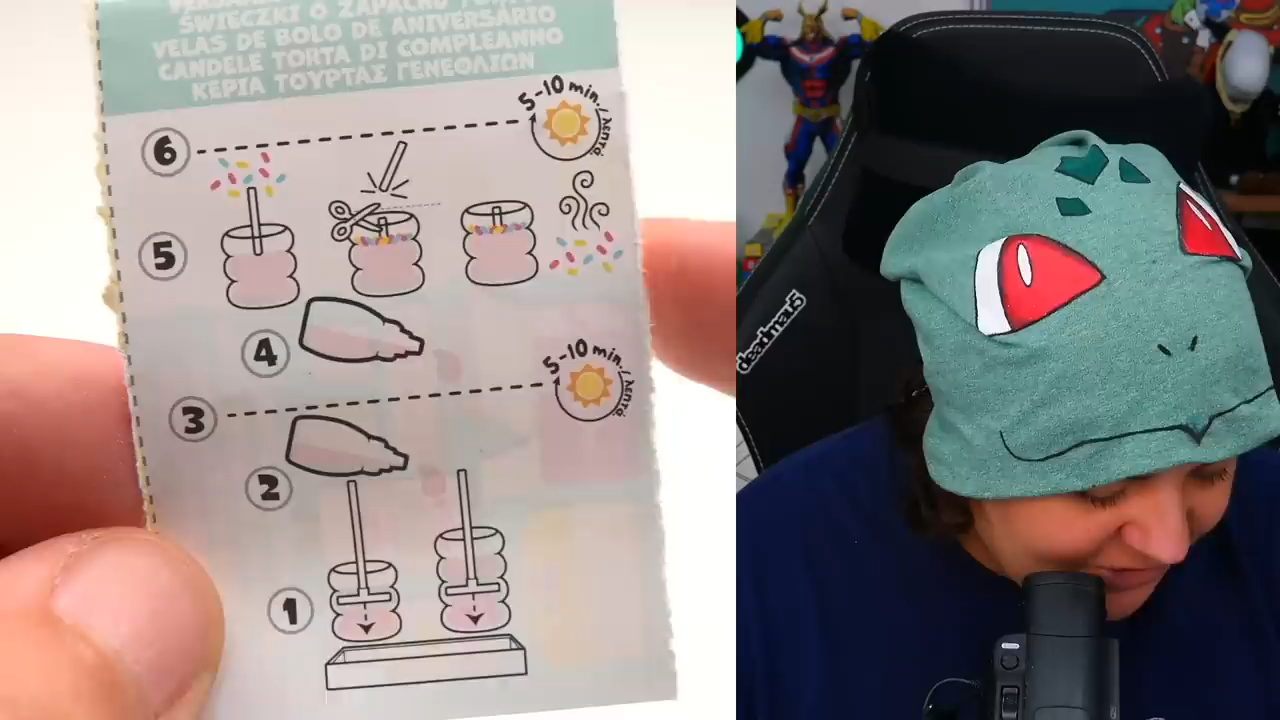 ŚWIECZKI O ZAPACHU
VELAS DE BOLO DE ANIVERSÁRIO
CANDELE TORTA DI COMPLEANNO
ΚΕΡΙΑ ΤΟΥΡΤΑΣ ΓΕΝΕΘΛΙΩΝ
5-10 min./λεπτά
6
5
4
5-10 min./λεπτά
3
2
1
deadmau5